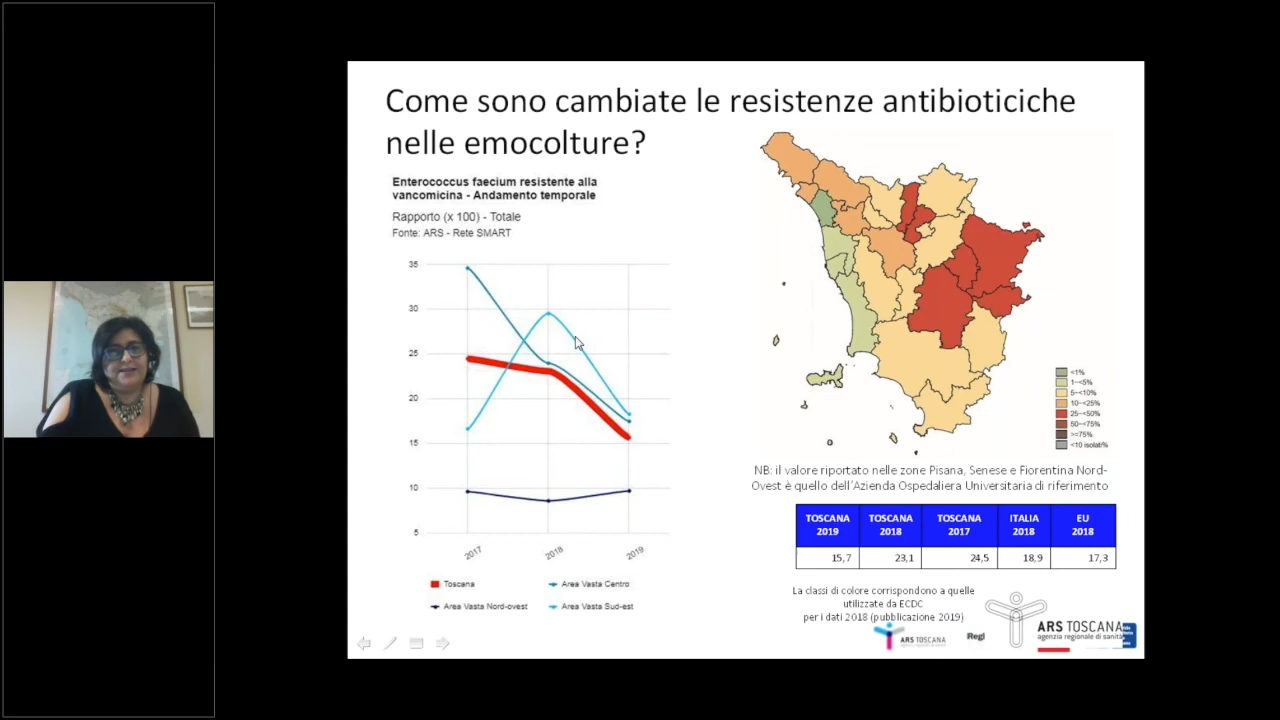 Come sono cambiate le resistenze antibioticiche
nelle emocolture?
Enterococcus faecium resistente alla
vancomicina - Andamento temporale
Rapporto (x 100) - Totale
Fonte: ARS - Rete SMART
35
30
25
20
15
10
5
2017
2018
2019
Toscana
Area Vasta Centro
Area Vasta Nord-ovest
Area Vasta Sud-est
<1%
1-<5%
5-<10%
10-<25%
25-<50%
50-<75%
>=75%
<10 isolati%
NB: il valore riportato nelle zone Pisana, Senese e Fiorentina Nord-
Ovest è quello dell'Azienda Ospedaliera Universitaria di riferimento
TOSCANA 2019
TOSCANA 2018
TOSCANA 2017
ITALIA 2018
EU 2018
15,7
23,1
24,5
18,9
17,3
La classi di colore corrispondono a quelle
utilizzate da ECDC
per i dati 2018 (pubblicazione 2019)
ARS TOSCANA
agenzia regionale di sanità
Regi
ARS TOSCANA
agenzia regionale di sanità